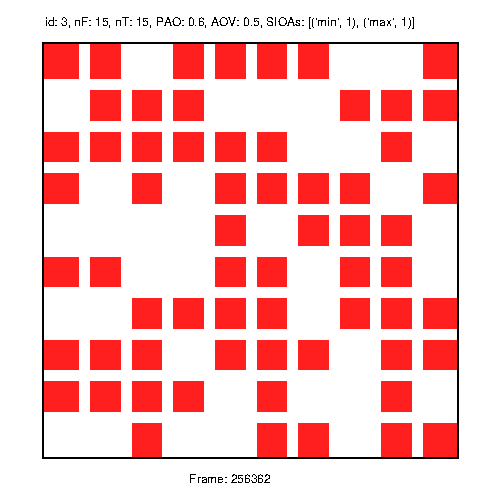 id: 3, nF: 15, nT: 15, PAO: 0.6, AOV: 0.5, SIOAs: [('min', 1), ('max', 1)]
Frame: 256362